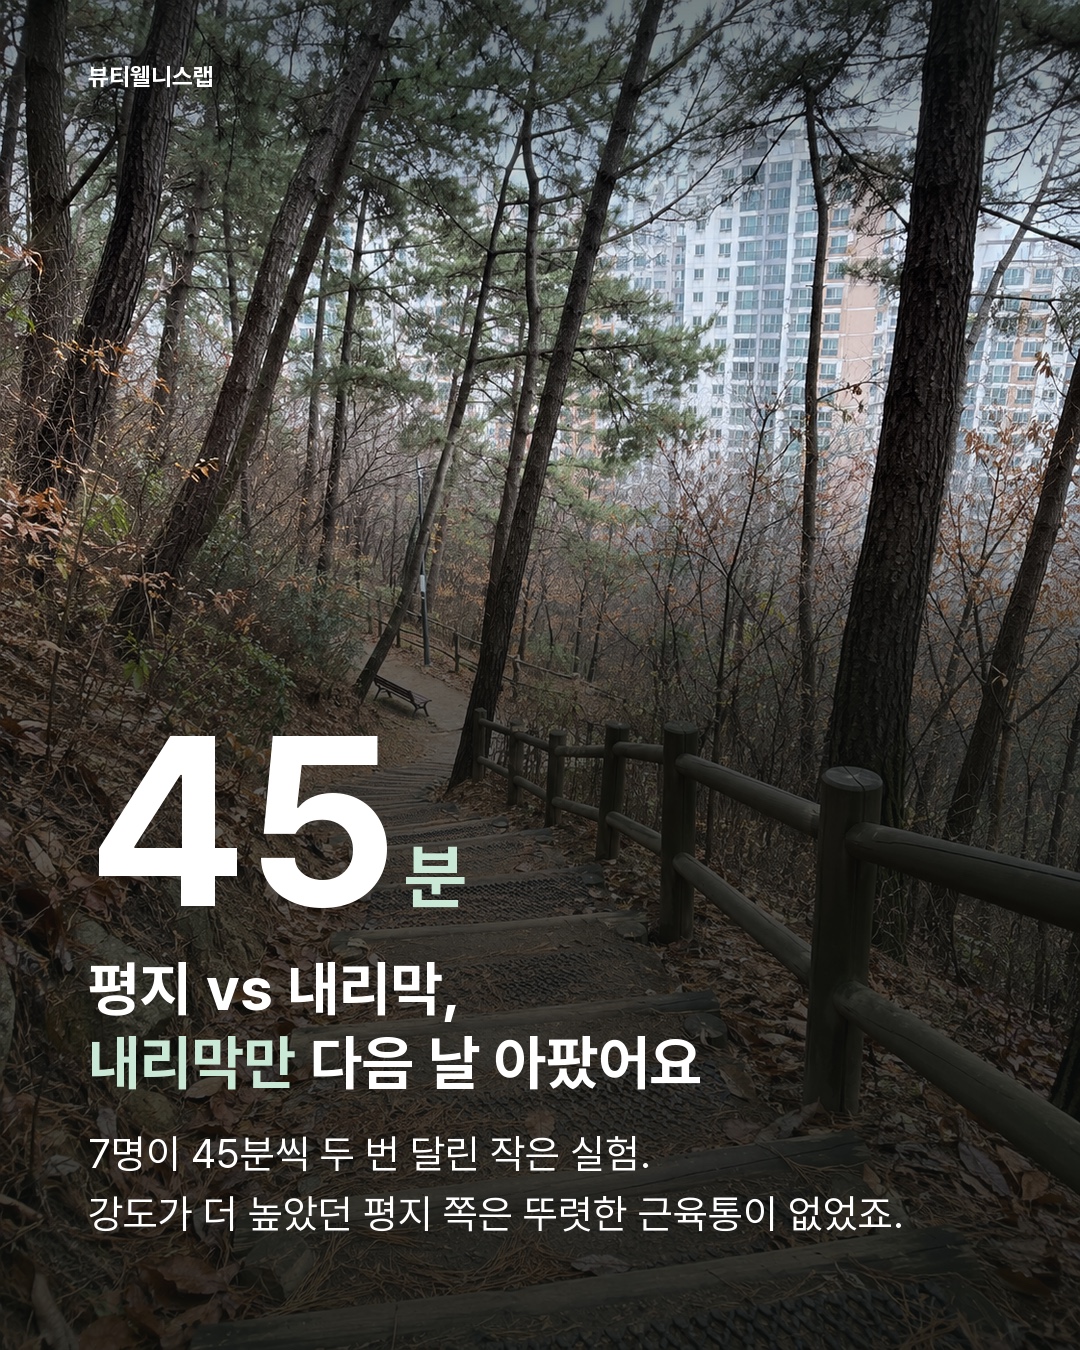 뷰티웰니스랩
45분
평지 vs 내리막,
내리막만 다음 날 아팠어요
7명이 45분씩 두 번 달린 작은 실험.
강도가 더 높았던 평지 쪽은 뚜렷한 근육통이 없었죠.